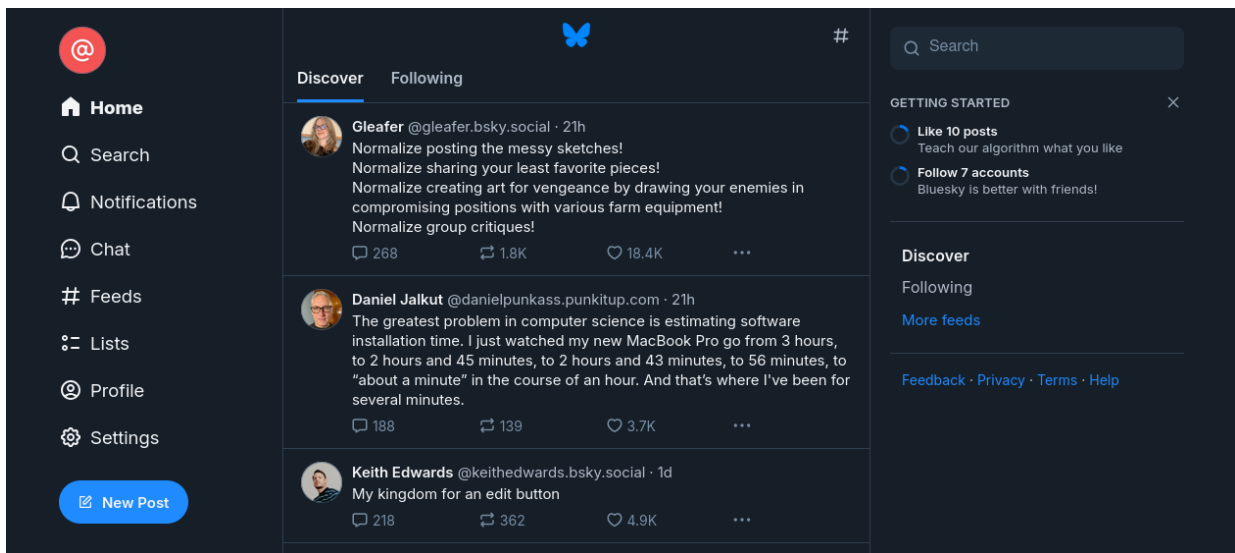 @
Home
Search
Notifications
Chat
Feeds
Lists
Profile
Settings
New Post
Discover
Following
Gleafer @gleafer.bsky.social · 21h
Normalize posting the messy sketches!
Normalize sharing your least favorite pieces!
Normalize creating art for vengeance by drawing your enemies in
compromising positions with various farm equipment!
Normalize group critiques!
268 1.8K 18.4K
Daniel Jalkut @danielpunkass.punkitup.com · 21h
The greatest problem in computer science is estimating software
installation time. I just watched my new MacBook Pro go from 3 hours,
to 2 hours and 45 minutes, to 2 hours and 43 minutes, to 56 minutes, to
“about a minute” in the course of an hour. And that’s where I've been for
several minutes.
188 139 3.7K
Keith Edwards @keithedwards.bsky.social · 1d
My kingdom for an edit button
218 362 4.9K
Search
GETTING STARTED
Like 10 posts
Teach our algorithm what you like
Follow 7 accounts
Bluesky is better with friends!
Discover
Following
More feeds
Feedback · Privacy · Terms · Help